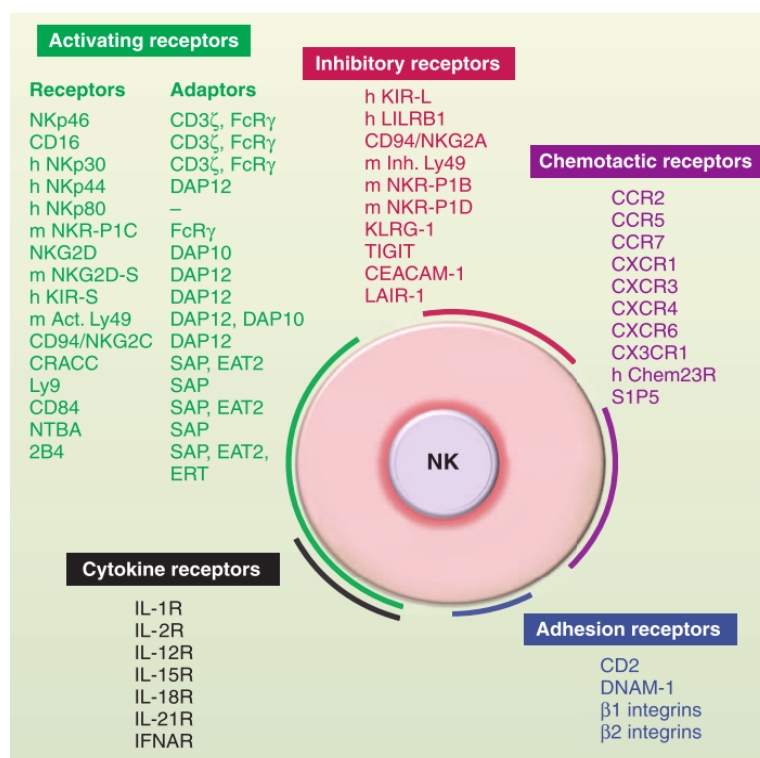 Activating receptors
Receptors Adaptors
NKp46 CD3ζ, FcRγ
CD16 CD3ζ, FcRγ
h NKp30 CD3ζ, FcRγ
h NKp44 DAP12
h NKp80 –
m NKR-P1C FcRγ
NKG2D DAP10
m NKG2D-S DAP12
h KIR-S DAP12
m Act. Ly49 DAP12, DAP10
CD94/NKG2C DAP12
CRACC SAP, EAT2
Ly9 SAP
CD84 SAP, EAT2
NTBA SAP
2B4 SAP, EAT2,
ERT
Inhibitory receptors
h KIR-L
h LILRB1
CD94/NKG2A
m Inh. Ly49
m NKR-P1B
m NKR-P1D
KLRG-1
TIGIT
CEACAM-1
LAIR-1
Chemotactic receptors
CCR2
CCR5
CCR7
CXCR1
CXCR3
CXCR4
CXCR6
CX3CR1
h Chem23R
S1P5
NK
Cytokine receptors
IL-1R
IL-2R
IL-12R
IL-15R
IL-18R
IL-21R
IFNAR
Adhesion receptors
CD2
DNAM-1
β1 integrins
β2 integrins